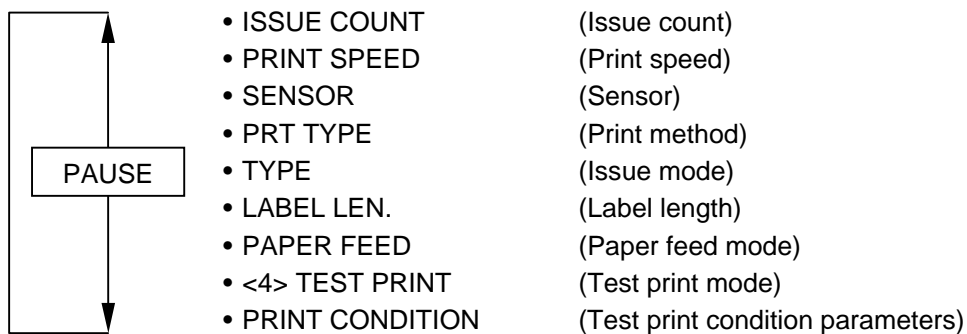 • ISSUE COUNT (Issue count)
• PRINT SPEED (Print speed)
• SENSOR (Sensor)
• PRT TYPE (Print method)
PAUSE • TYPE (Issue mode)
• LABEL LEN. (Label length)
• PAPER FEED (Paper feed mode)
• <4> TEST PRINT (Test print mode)
• PRINT CONDITION (Test print condition parameters)